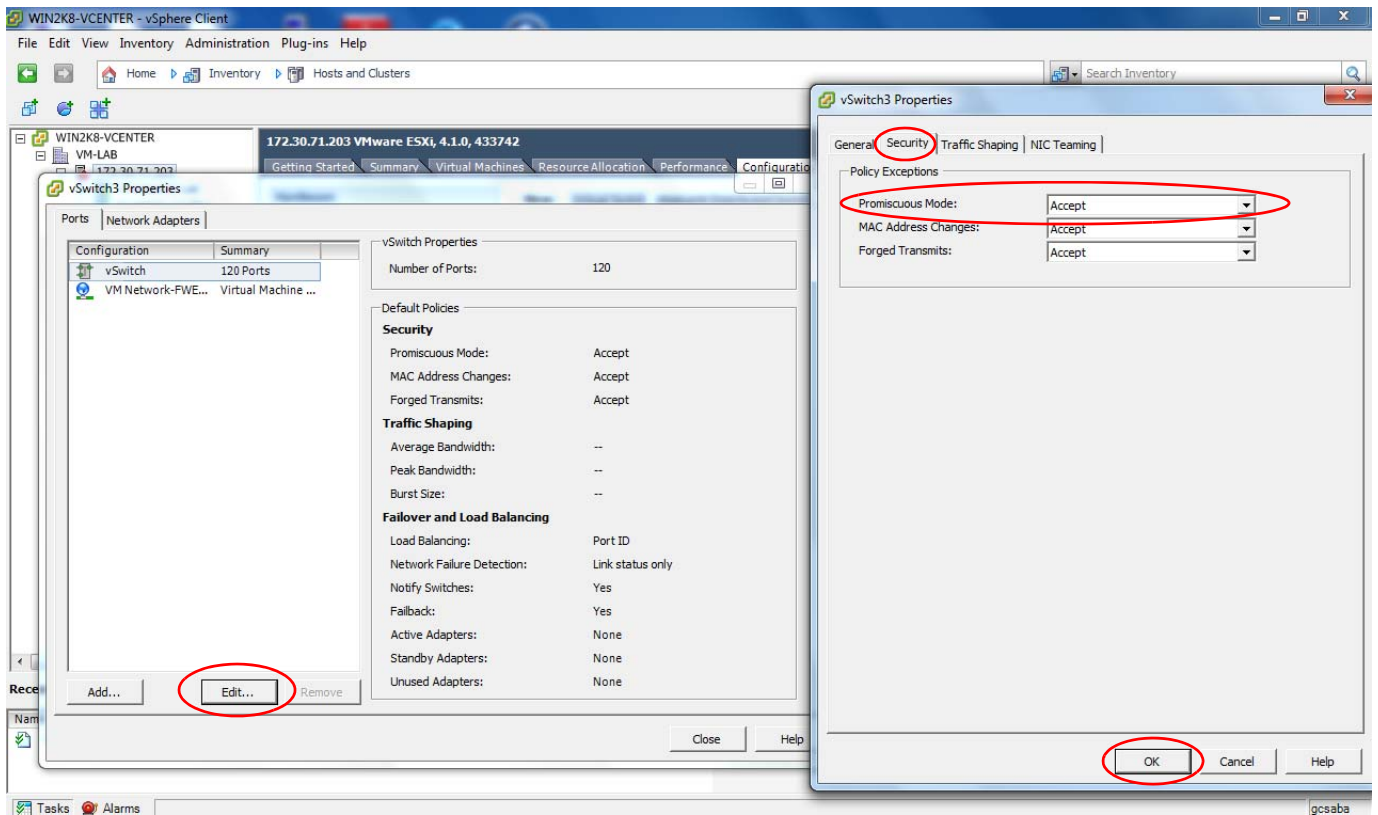 WIN2K8-VCENTER - vSphere Client
File Edit View Inventory Administration Plug-ins Help
Home Inventory Hosts and Clusters
Search Inventory
WIN2K8-VCENTER
VM-LAB
172.30.71.203
172.30.71.203 VMware ESXi, 4.1.0, 433742
Getting Started Summary Virtual Machines Resource Allocation Performance Configuratio
vSwitch3 Properties
Ports Network Adapters
Configuration Summary
vSwitch 120 Ports
VM Network-FWE... Virtual Machine ...
Add... Edit... Remove
vSwitch Properties
Number of Ports: 120
Default Policies
Security
Promiscuous Mode: Accept
MAC Address Changes: Accept
Forged Transmits: Accept
Traffic Shaping
Average Bandwidth: --
Peak Bandwidth: --
Burst Size: --
Failover and Load Balancing
Load Balancing: Port ID
Network Failure Detection: Link status only
Notify Switches: Yes
Failback: Yes
Active Adapters: None
Standby Adapters: None
Unused Adapters: None
Close Help
vSwitch3 Properties
General Security Traffic Shaping NIC Teaming
Policy Exceptions
Promiscuous Mode: Accept
MAC Address Changes: Accept
Forged Transmits: Accept
OK Cancel Help
Rece
Nam
Tasks Alarms
gcsaba